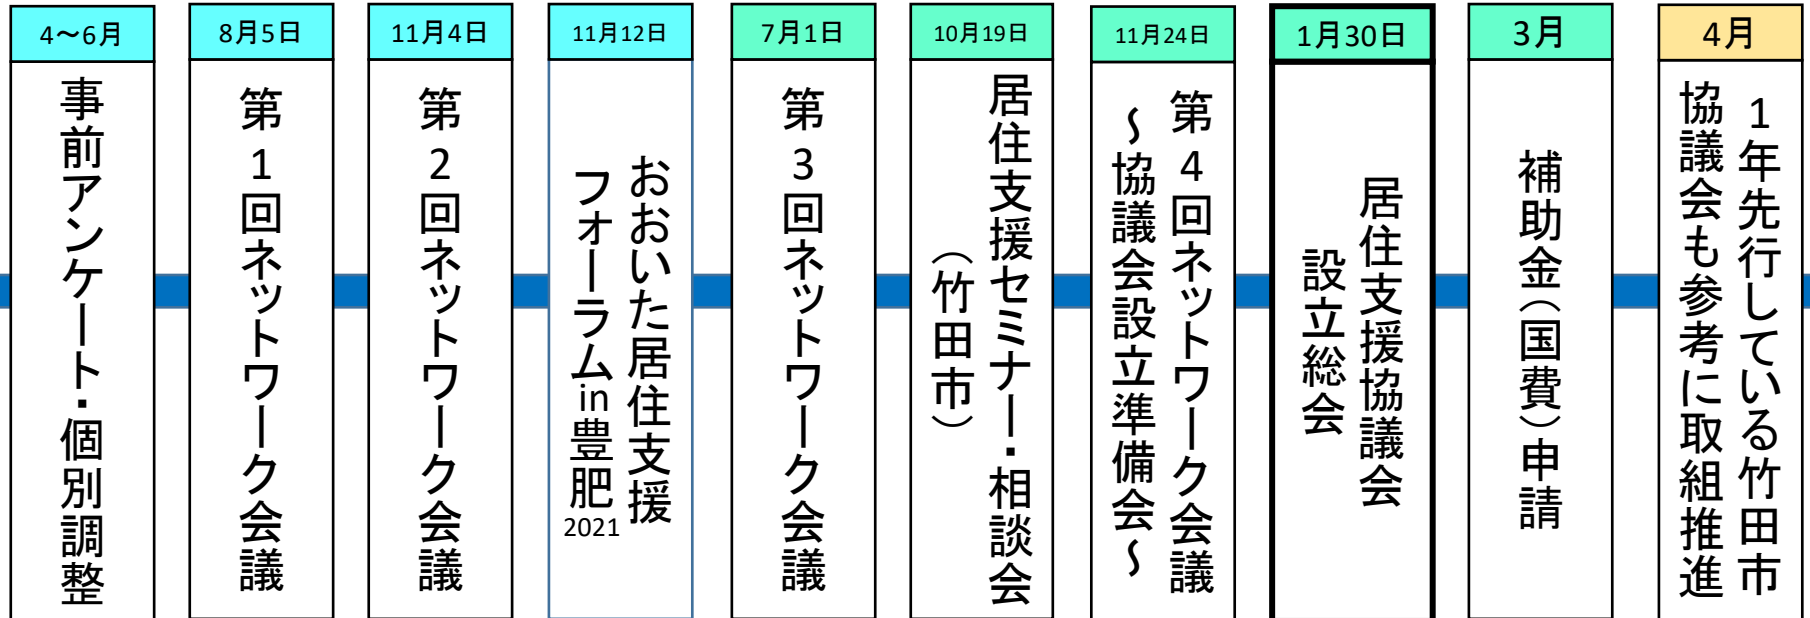 4～6月
事前アンケート・個別調整
8月5日
第1回ネットワーク会議
11月4日
第2回ネットワーク会議
11月12日
おおいた居住支援
フォーラムin豊肥
2021
7月1日
第3回ネットワーク会議
10月19日
居住支援セミナー・相談会
（竹田市）
11月24日
第4回ネットワーク会議
～協議会設立準備会～
1月30日
居住支援協議会
設立総会
3月
補助金（国費）申請
4月
1年先行している竹田市
協議会も参考に取組推進